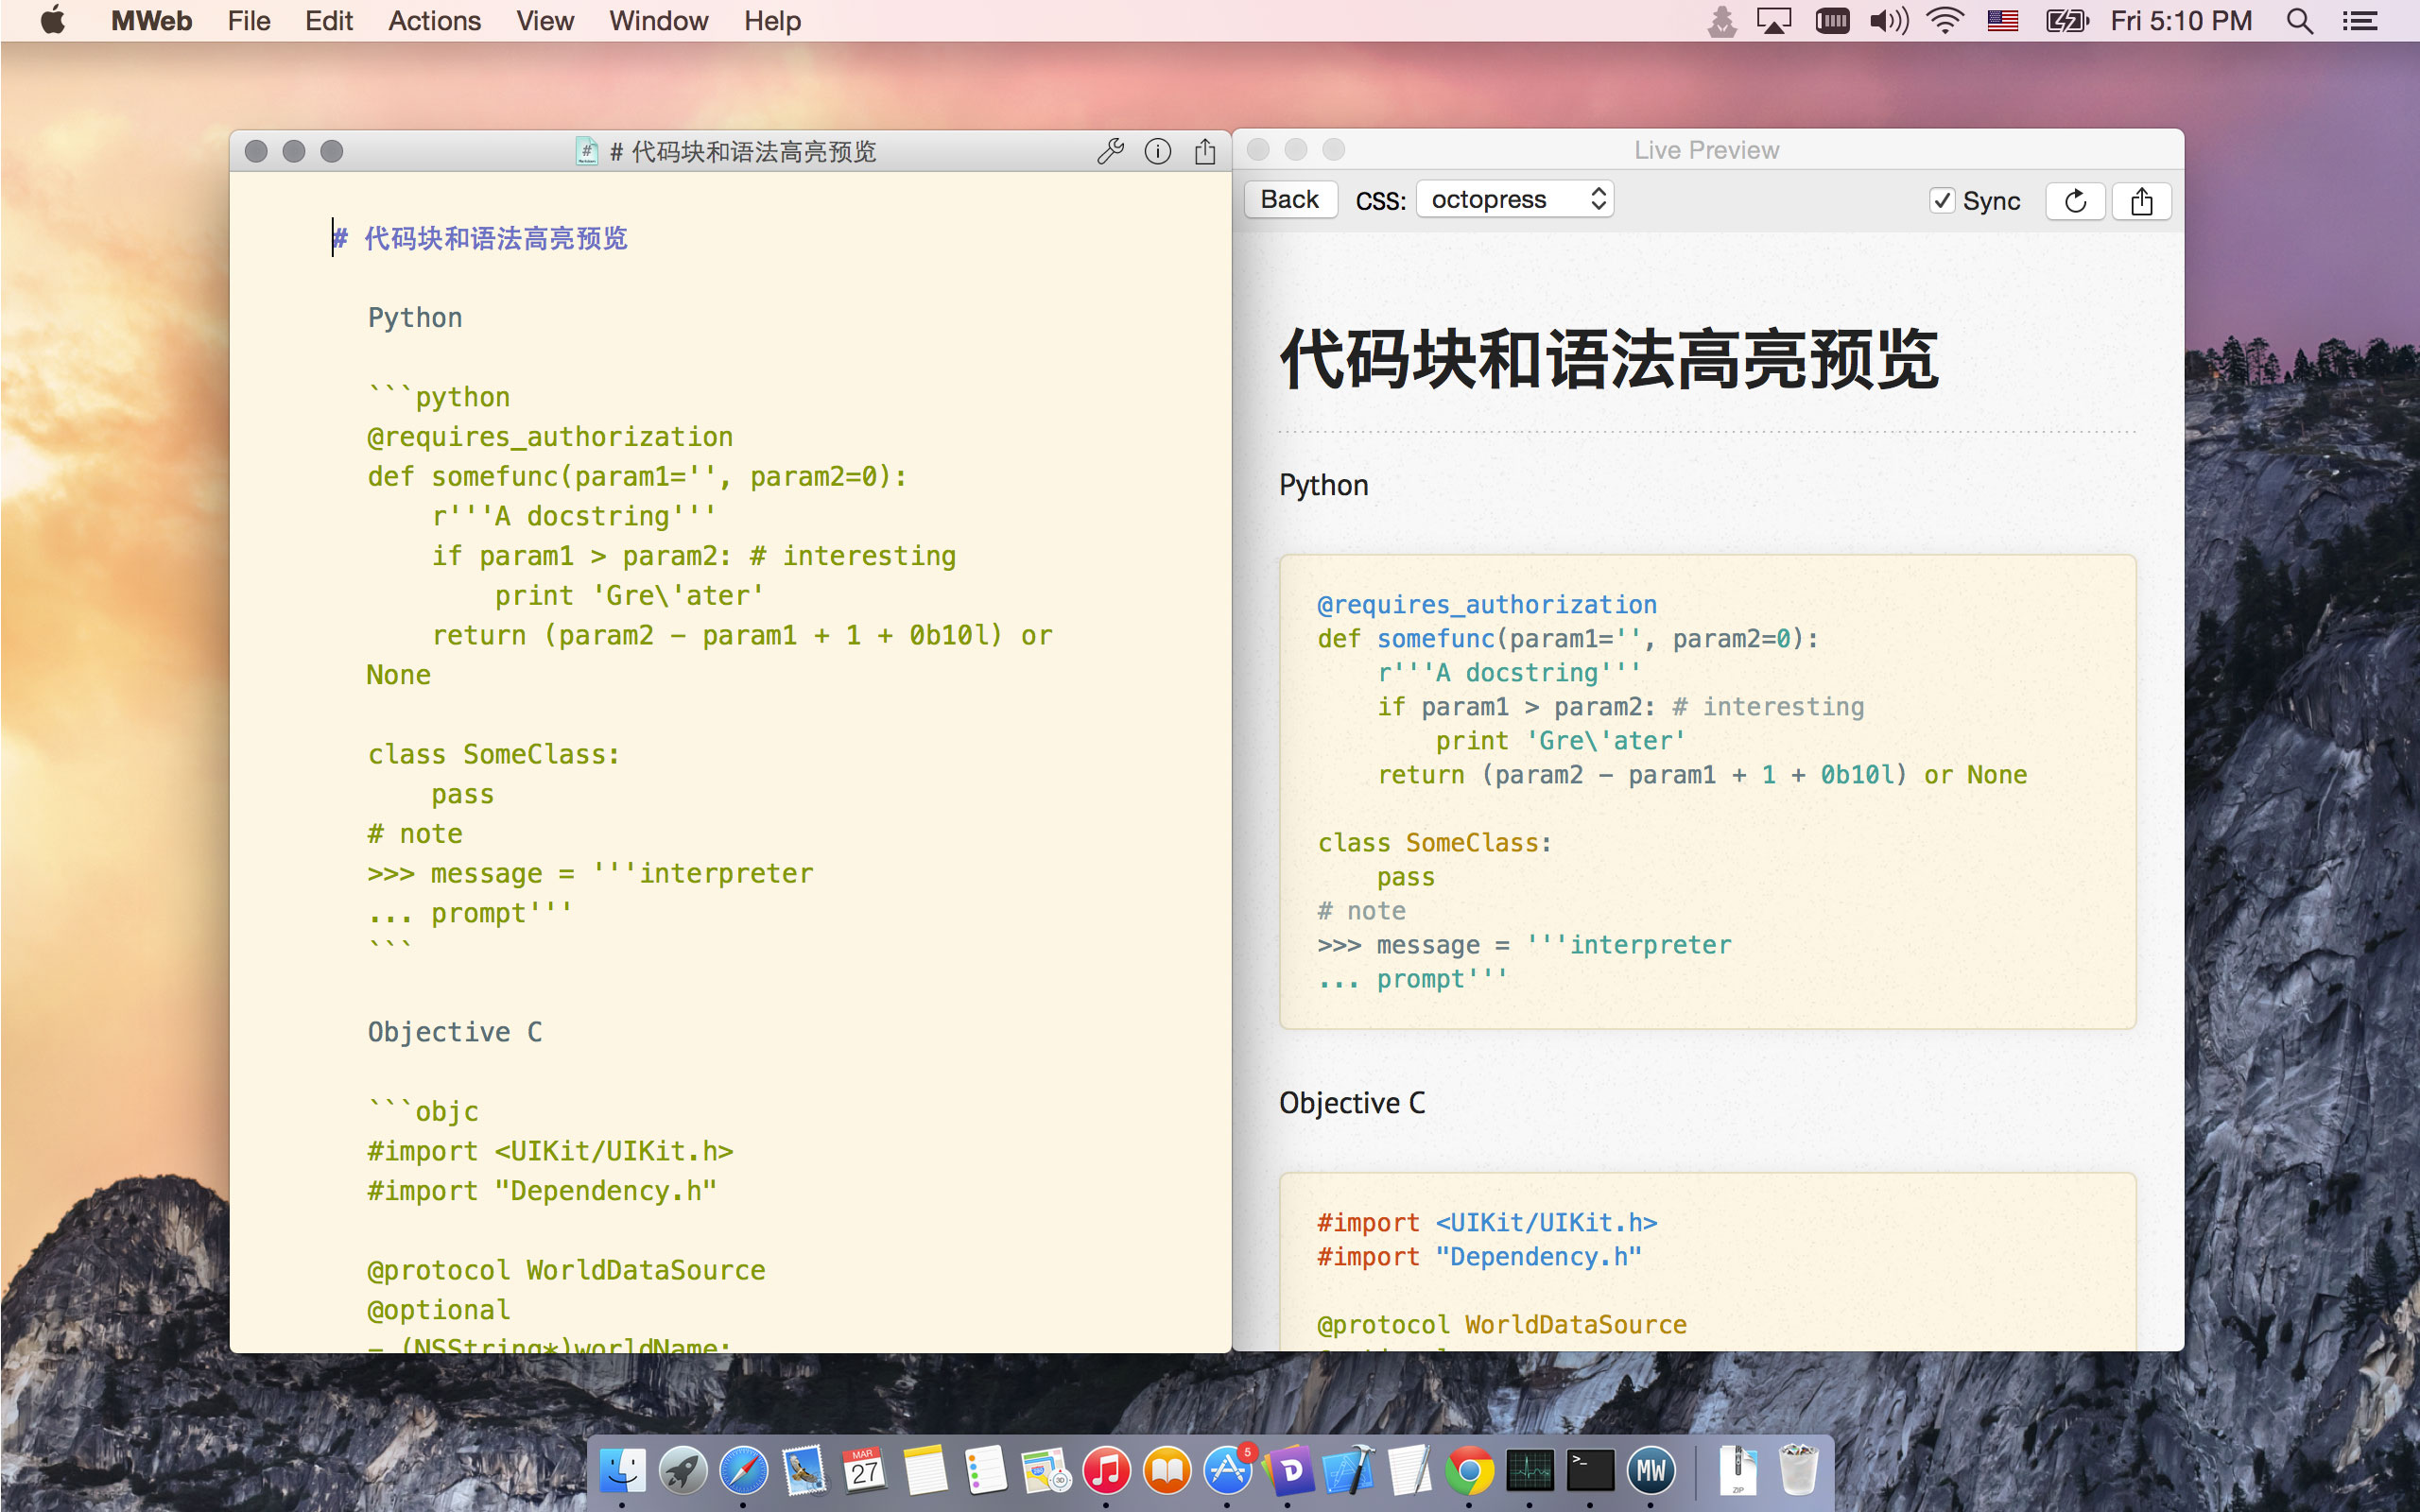 MWeb File Edit Actions View Window Help
Fri 5:10 PM
# 代码块和语法高亮预览
# 代码块和语法高亮预览
Python
```python
@requires_authorization
def somefunc(param1='', param2=0):
    r'''A docstring'''
    if param1 > param2: # interesting
        print 'Gre\'ater'
    return (param2 - param1 + 1 + 0b10l) or
None
class SomeClass:
    pass
# note
>>> message = '''interpreter
... prompt'''
```
Objective C
```objc
#import <UIKit/UIKit.h>
#import "Dependency.h"
@protocol WorldDataSource
@optional
- (NSString*)worldName;
Live Preview
Back CSS: octopress Sync
代码块和语法高亮预览
Python
@requires_authorization
def somefunc(param1='', param2=0):
    r'''A docstring'''
    if param1 > param2: # interesting
        print 'Gre\'ater'
    return (param2 - param1 + 1 + 0b10l) or None
class SomeClass:
    pass
# note
>>> message = '''interpreter
... prompt'''
Objective C
#import <UIKit/UIKit.h>
#import "Dependency.h"
@protocol WorldDataSource
MAR
27
3D
5
D
>_
MW
ZIP